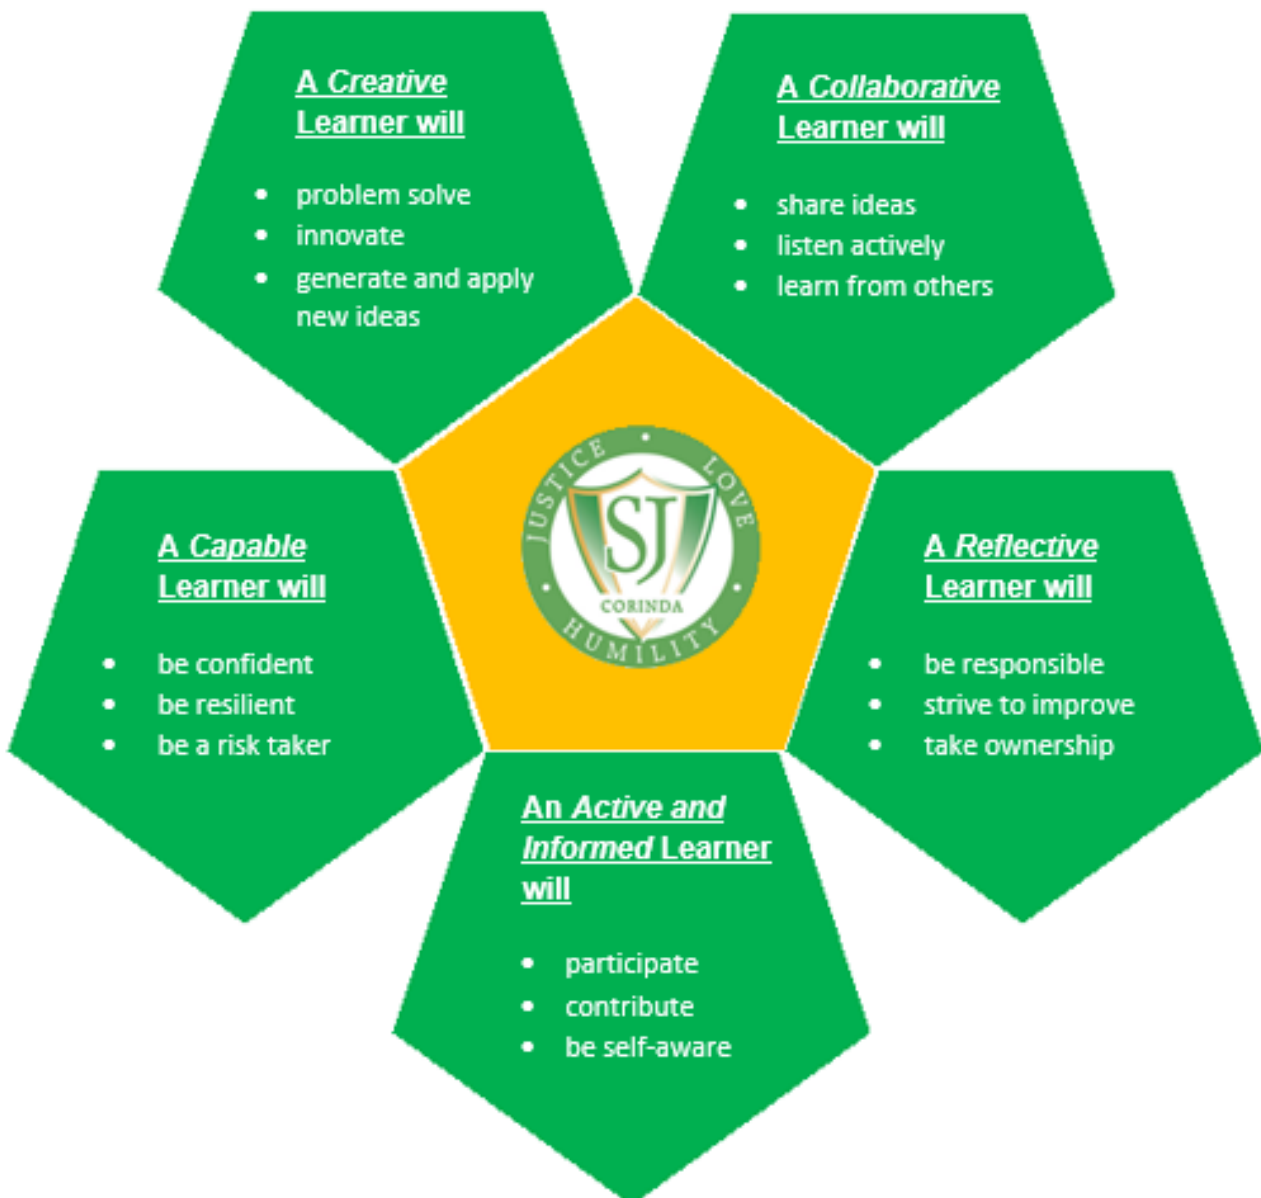 A Creative
Learner will
• problem solve
• innovate
• generate and apply
new ideas
A Collaborative
Learner will
• share ideas
• listen actively
• learn from others
JUSTICE • LOVE • HUMILITY •
SJ
CORINDA
A Capable
Learner will
• be confident
• be resilient
• be a risk taker
A Reflective
Learner will
• be responsible
• strive to improve
• take ownership
An Active and
Informed Learner
will
• participate
• contribute
• be self-aware